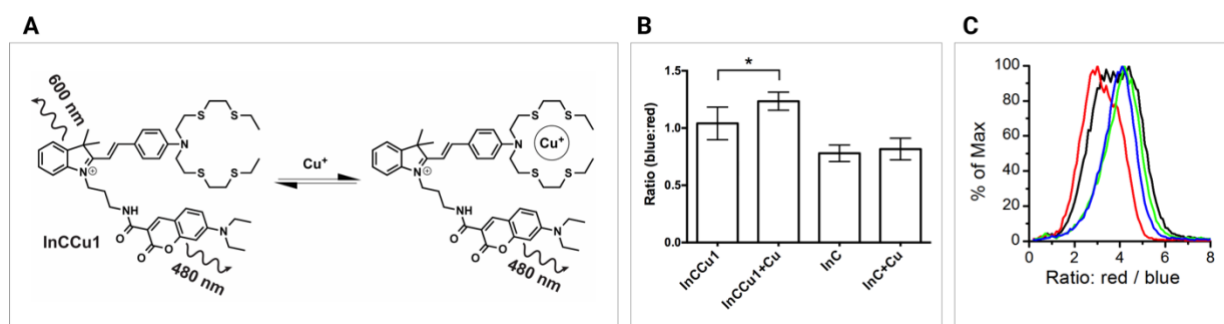 A
600 nm
S
S
N
S
S
N
⊕
NH
O
O
O
N
InCCu1
480 nm
Cu⁺
S
S
N
Cu⁺
S
S
N
⊕
NH
O
O
O
N
480 nm
B
Ratio (blue:red)
1.5
1.0
0.5
0.0
*
InCCu1
InCCu1+Cu
InC
InC+Cu
C
% of Max
100
80
60
40
20
0
0 2 4 6 8
Ratio: red / blue